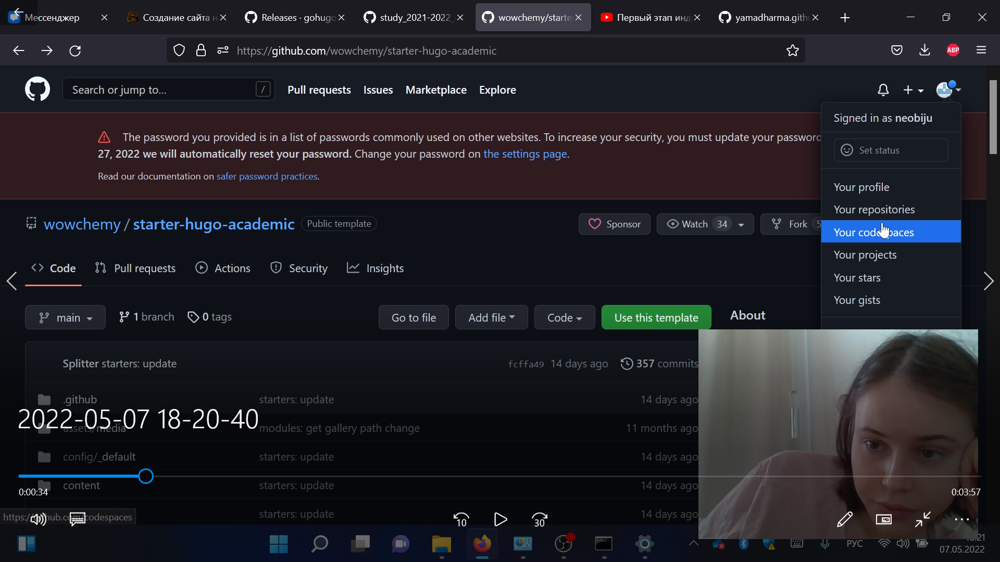 Мессенджер
Создание сайта н
Releases · gohugo
study_2021-2022_
wowchemy/starte
Первый этап инд
yamadharma.gith
https://github.com/wowchemy/starter-hugo-academic
ABP
Search or jump to...
/
Pull requests
Issues
Marketplace
Explore
Signed in as neobiju
Set status
Your profile
Your repositories
Your codespaces
Your projects
Your stars
Your gists
The password you provided is in a list of passwords commonly used on other websites. To increase your security, you must update your password
27, 2022 we will automatically reset your password. Change your password on the settings page.
Read our documentation on safer password practices.
wowchemy / starter-hugo-academic
Public template
Sponsor
Watch 34
Fork 5
Code
Pull requests
Actions
Security
Insights
main
1 branch
0 tags
Go to file
Add file
Code
Use this template
About
Splitter starters: update
fcffa49 14 days ago
357 commits
.github
starters: update
14 days ago
2022-05-07 18-20-40
assets/media
modules: get gallery path change
11 months ago
config/_default
starters: update
14 days ago
content
starters: update
14 days ago
0:00:34
0:03:57
https://github.com/codespaces
starters: update
14 days ago
10
30
РУС
18:21
07.05.2022